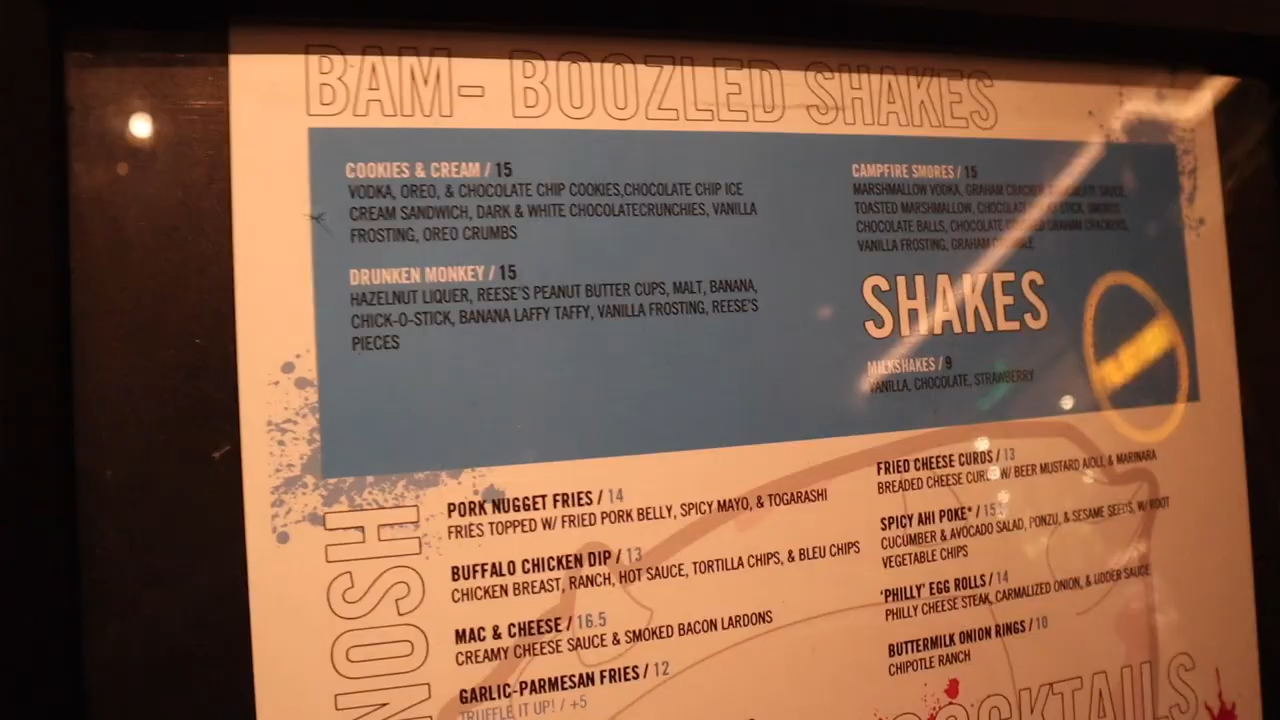 BAM- BOOZLED SHAKES
COOKIES & CREAM / 15
VODKA, OREO, & CHOCOLATE CHIP COOKIES,CHOCOLATE CHIP ICE
CREAM SANDWICH, DARK & WHITE CHOCOLATECRUNCHIES, VANILLA
FROSTING, OREO CRUMBS
DRUNKEN MONKEY / 15
HAZELNUT LIQUER, REESE'S PEANUT BUTTER CUPS, MALT, BANANA,
CHICK-O-STICK, BANANA LAFFY TAFFY, VANILLA FROSTING, REESE'S
PIECES
CAMPFIRE SMORES / 15
MARSHMALLOW VODKA, GRAHAM CRACKER, SAUCE,
TOASTED MARSHMALLOW, STICK, SMORES
CHOCOLATE BALLS, CHOCOLATE GRAHAM CRACKERS,
VANILLA FROSTING, GRAHAM
SHAKES
MILKSHAKES / 9
VANILLA, CHOCOLATE, STRAWBERRY
NOSH
PORK NUGGET FRIES / 14
FRIES TOPPED W/ FRIED PORK BELLY, SPICY MAYO, & TOGARASHI
BUFFALO CHICKEN DIP / 13
CHICKEN BREAST, RANCH, HOT SAUCE, TORTILLA CHIPS, & BLEU CHIPS
MAC & CHEESE / 16.5
CREAMY CHEESE SAUCE & SMOKED BACON LARDONS
GARLIC-PARMESAN FRIES / 12
TRUFFLE IT UP! / +5
FRIED CHEESE CURDS / 13
BREADED CHEESE CURDS W/ BEER MUSTARD AIOLI, & MARINARA
SPICY AHI POKE* /
CUCUMBER & AVOCADO SALAD, PONZU, & SESAME SEEDS, W/ ROOT
VEGETABLE CHIPS
'PHILLY' EGG ROLLS / 14
PHILLY CHEESE STEAK, CARMALIZED ONION, & UDDER SAUCE
BUTTERMILK ONION RINGS / 10
CHIPOTLE RANCH
COCKTAILS